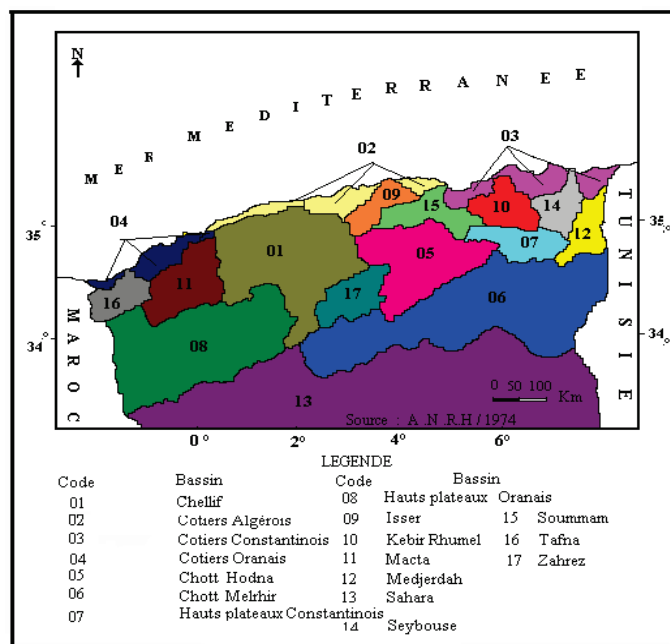 N
MER MEDITERRANEE
02
03
09
15
10
14
04
35°
35°
12
01
07
05
TUNISIE
11
17
16
06
34°
08
34°
MAROC
13
0 50 100
Km
Source : A .N .R.H / 1974
0° 2° 4° 6°
LEGENDE
Code Bassin Code Bassin
01 Chellif
02 Cotiers Algérois
03 Cotiers Constantinois
04 Cotiers Oranais
05 Chott Hodna
06 Chott Melrhir
07 Hauts plateaux Constantinois
08 Hauts plateaux Oranais
09 Isser
10 Kebir Rhumel
11 Macta
12 Medjerdah
13 Sahara
14 Seybouse
15 Soummam
16 Tafna
17 Zahrez